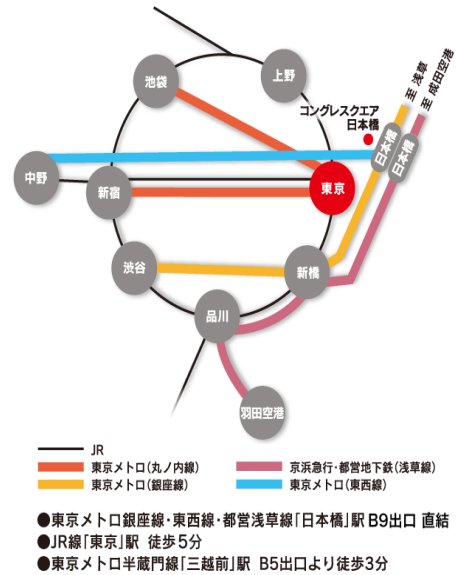 池袋
上野
至 浅草
至 成田空港
コングレスクエア
日本橋
日本橋
日本橋
中野
新宿
東京
渋谷
新橋
品川
羽田空港
JR
東京メトロ(丸ノ内線)
京浜急行・都営地下鉄(浅草線)
東京メトロ(銀座線)
東京メトロ(東西線)
●東京メトロ銀座線・東西線・都営浅草線「日本橋」駅 B9出口 直結
●JR線「東京」駅 徒歩5分
●東京メトロ半蔵門線「三越前」駅 B5出口より徒歩3分